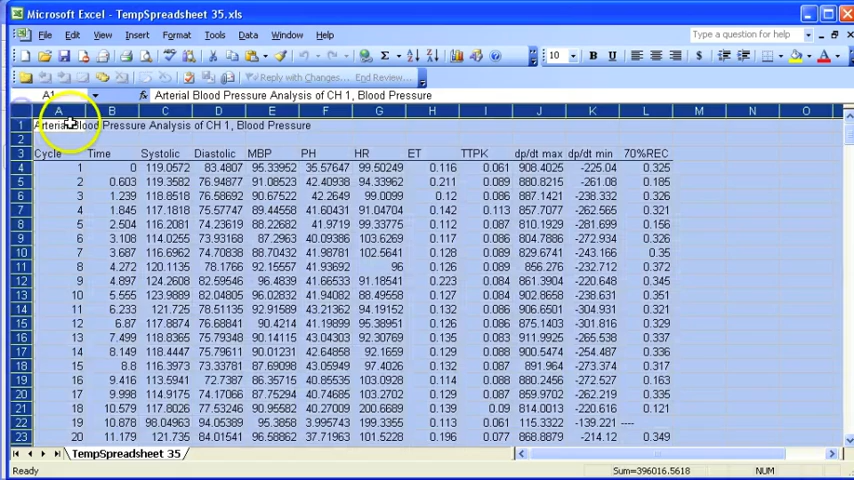 Microsoft Excel - TempSpreadsheet 35.xls
File Edit View Insert Format Tools Data Window Help Type a question for help
Σ 10 B U A
Reply with Changes... End Review...
A1 fx Arterial Blood Pressure Analysis of CH 1, Blood Pressure
A B C D E F G H I J K L M N O
1 Arterial Blood Pressure Analysis of CH 1, Blood Pressure
2
3 Cycle Time Systolic Diastolic MBP PH HR ET TTPK dp/dt max dp/dt min 70%REC
4 1 0 119.0572 83.4807 95.33952 35.57647 99.50249 0.116 0.061 908.4025 -225.04 0.325
5 2 0.603 119.3582 76.94877 91.08523 42.40938 94.33962 0.211 0.089 880.8215 -261.08 0.185
6 3 1.239 118.8518 76.58692 90.67522 42.2649 99.0099 0.12 0.086 887.1421 -238.332 0.326
7 4 1.845 117.1818 75.57747 89.44558 41.60431 91.04704 0.142 0.113 857.7077 -262.565 0.321
8 5 2.504 116.2081 74.23619 88.22682 41.9719 99.33775 0.112 0.087 810.1929 -281.699 0.156
9 6 3.108 114.0255 73.93168 87.2963 40.09386 103.6269 0.117 0.086 804.7886 -272.934 0.326
10 7 3.687 116.6962 74.70838 88.70438 41.98781 102.5641 0.128 0.089 829.6741 -243.166 0.35
11 8 4.272 120.1135 78.1766 92.15557 41.93692 96 0.126 0.089 856.276 -232.712 0.372
12 9 4.897 124.2608 82.59546 96.4839 41.66533 91.18541 0.223 0.084 861.3904 -220.648 0.345
13 10 5.555 123.9889 82.04805 96.02832 41.94082 88.49558 0.127 0.084 902.8658 -238.631 0.351
14 11 6.233 121.725 78.51135 92.91589 43.21362 94.19152 0.132 0.086 906.6501 -304.931 0.321
15 12 6.87 117.8874 76.68841 90.4214 41.19899 95.38951 0.126 0.085 875.1403 -301.816 0.329
16 13 7.499 118.8365 75.79348 90.14115 43.04303 92.30769 0.135 0.083 911.9925 -265.538 0.337
17 14 8.149 118.4447 75.79611 90.01231 42.64858 92.1659 0.129 0.088 900.5474 -254.487 0.336
18 15 8.8 116.3973 73.33781 87.69098 43.05949 97.4026 0.132 0.087 891.964 -273.374 0.317
19 16 9.416 113.5941 72.7387 86.35715 40.85535 103.0928 0.114 0.088 880.2456 -272.507 0.163
20 17 9.998 114.9175 74.17066 87.75294 40.74685 103.2702 0.127 0.086 859.9702 -235.221 0.335
21 18 10.579 117.8026 77.53246 90.95582 40.27009 200.6689 0.139 0.09 814.0013 -220.616 0.121
22 19 10.878 98.04963 94.05389 95.3858 3.995743 199.3355 0.113 0.061 115.3322 -139.221 ----
23 20 11.179 121.735 84.01541 96.58862 37.71963 101.5228 0.196 0.077 868.8879 -214.12 0.349
TempSpreadsheet 35
Ready Sum=396016.5618 NUM